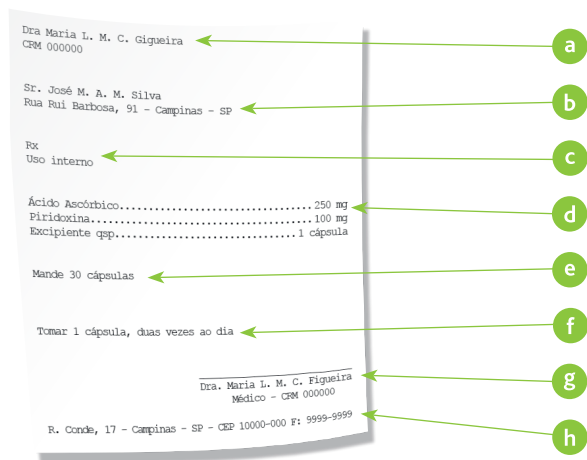 Dra Maria L. M. C. Gigueira
CRM 000000
a
Sr. José M. A. M. Silva
Rua Rui Barbosa, 91 - Campinas - SP
b
Rx
Uso interno
c
Ácido Ascórbico................................250 mg
Piridoxina.....................................100 mg
Excipiente qsp..............................1 cápsula
d
Mande 30 cápsulas
e
Tomar 1 cápsula, duas vezes ao dia
f
Dra. Maria L. M. C. Figueira
Médico - CRM 000000
g
R. Conde, 17 - Campinas - SP - CEP 10000-000 F: 9999-9999
h